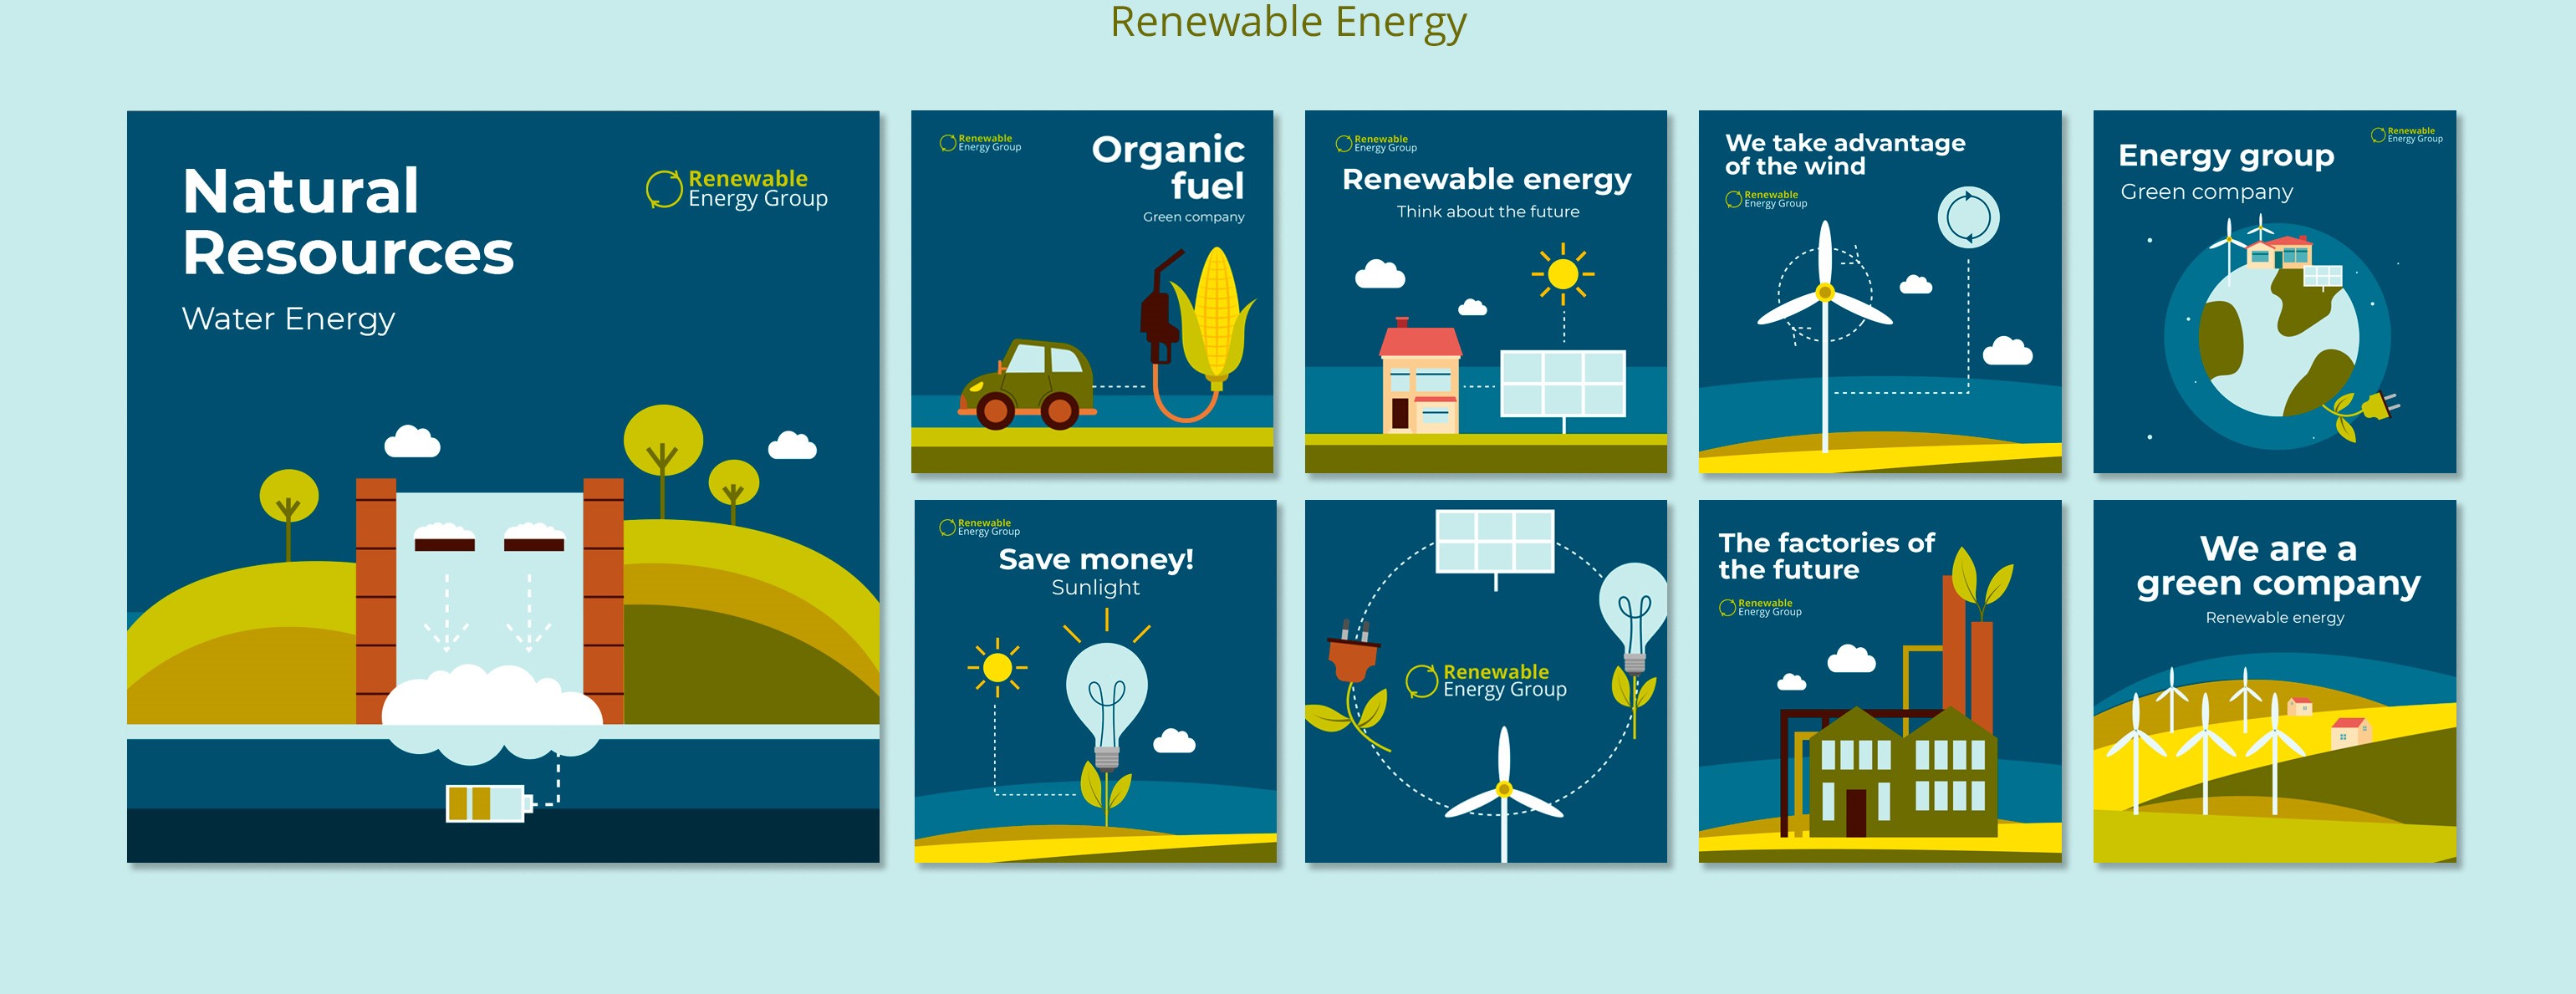 Renewable Energy
Natural
Resources
Water Energy
Renewable
Energy Group
Renewable
Energy Group
Organic
fuel
Green company
Renewable
Energy Group
Renewable energy
Think about the future
We take advantage
of the wind
Renewable
Energy Group
Renewable
Energy Group
Energy group
Green company
Renewable
Energy Group
Save money!
Sunlight
Renewable
Energy Group
The factories of
the future
Renewable
Energy Group
We are a
green company
Renewable energy